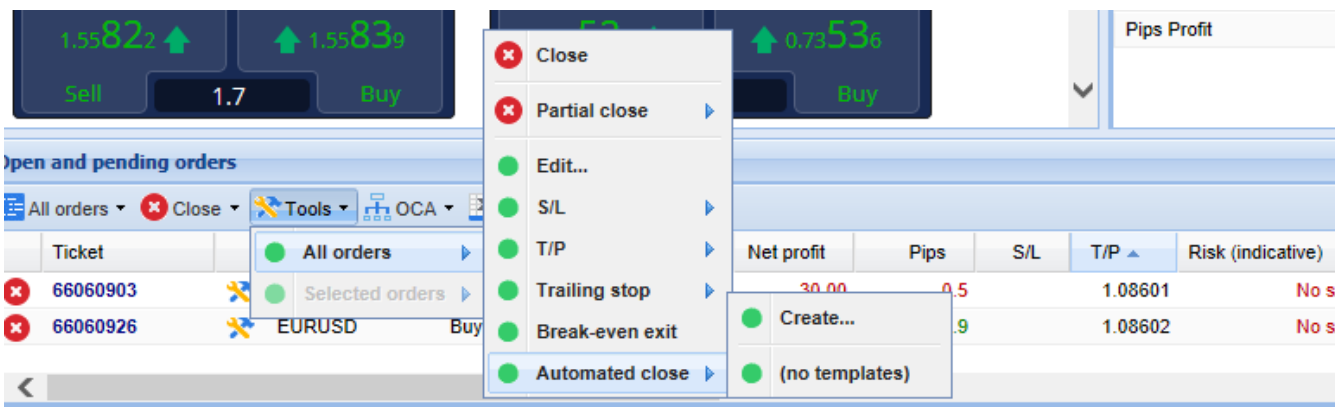 1.55822 1.55839
Sell 1.7 Buy
0.73536
Buy
Pips Profit
Open and pending orders
All orders Close Tools OCA
Ticket Net profit Pips S/L T/P Risk (indicative)
66060903 30.00 0.5 1.08601 No s
66060926 EURUSD Buy .9 1.08602 No s
All orders
Selected orders
Close
Partial close
Edit...
S/L
T/P
Trailing stop
Break-even exit
Automated close
Create...
(no templates)